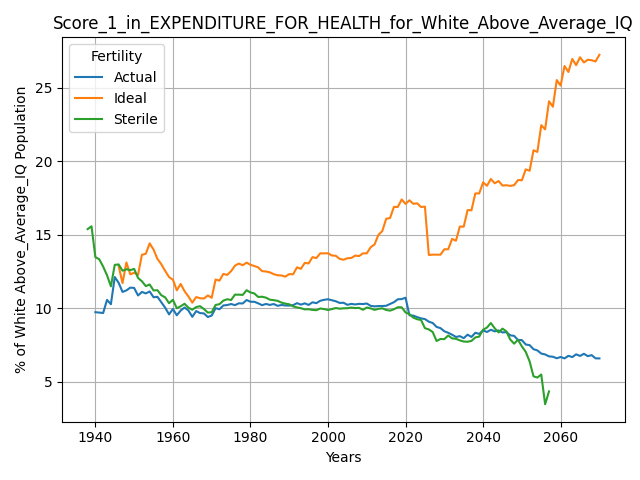 Score_1_in_EXPENDITURE_FOR_HEALTH_for_White_Above_Average_IQ
Fertility
Actual
Ideal
Sterile
% of White Above_Average_IQ Population
25
20
15
10
5
1940 1960 1980 2000 2020 2040 2060
Years